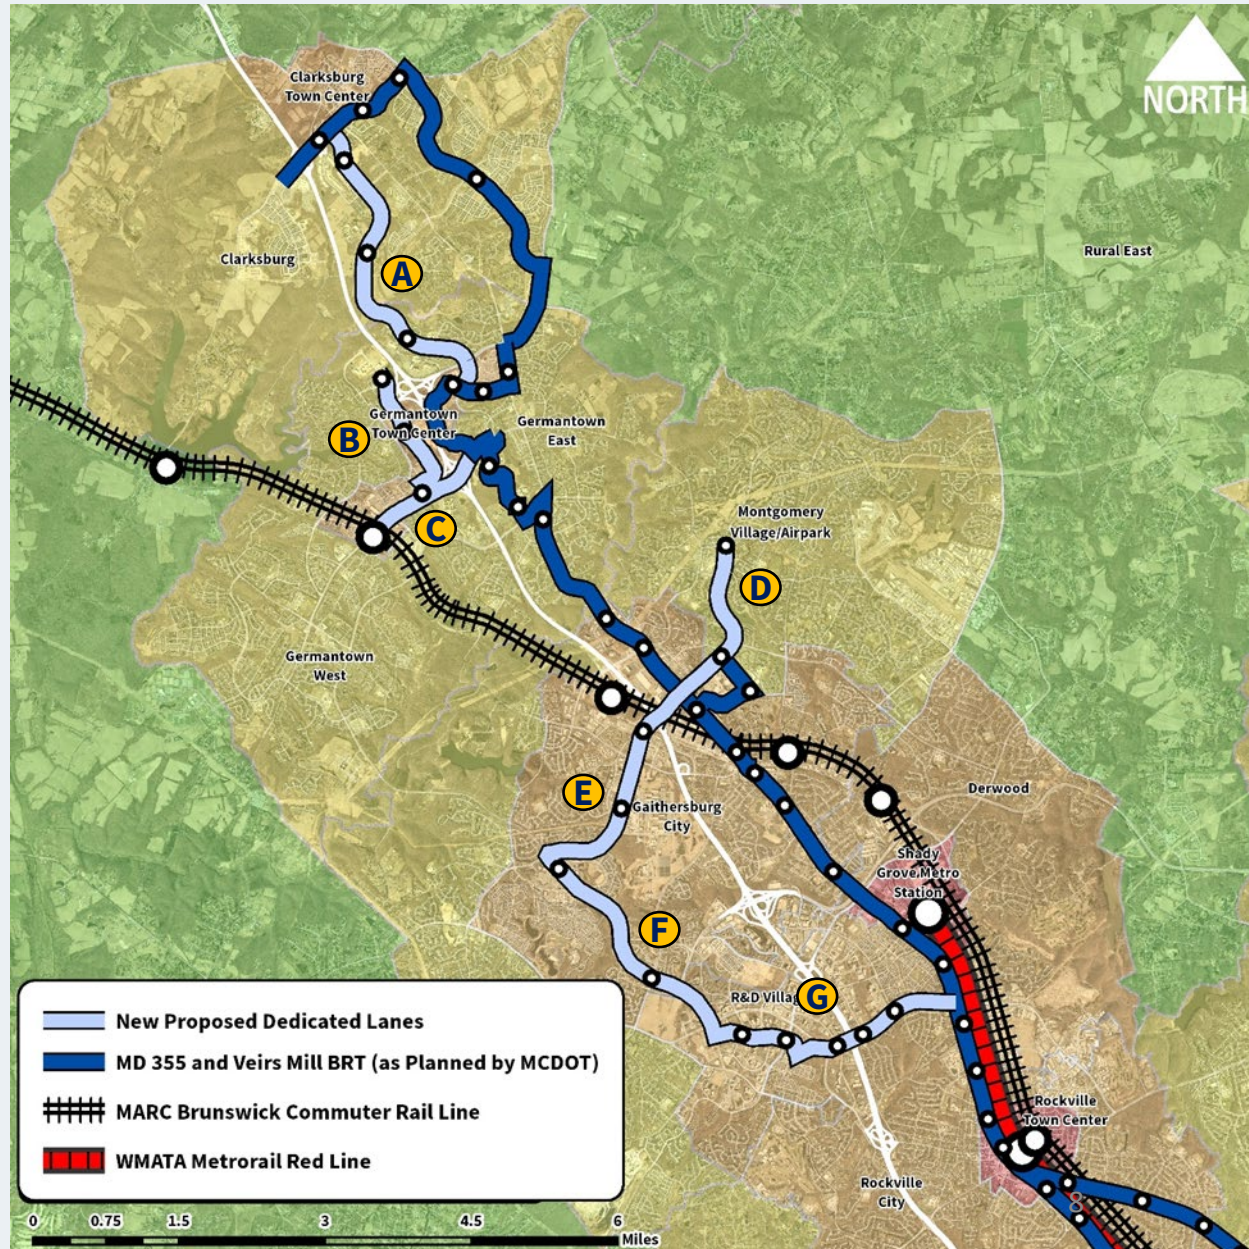 Clarksburg
Town Center
NORTH
Clarksburg
Rural East
A
Germantown
Town Center
Germantown
East
B
C
Montgomery
Village/Airpark
D
Germantown
West
E
Gaithersburg
City
Derwood
Shady
Grove Metro
Station
F
R&D Villag
G
Rockville
Town Center
Rockville
City
New Proposed Dedicated Lanes
MD 355 and Veirs Mill BRT (as Planned by MCDOT)
MARC Brunswick Commuter Rail Line
WMATA Metrorail Red Line
0 0.75 1.5 3 4.5 6
Miles